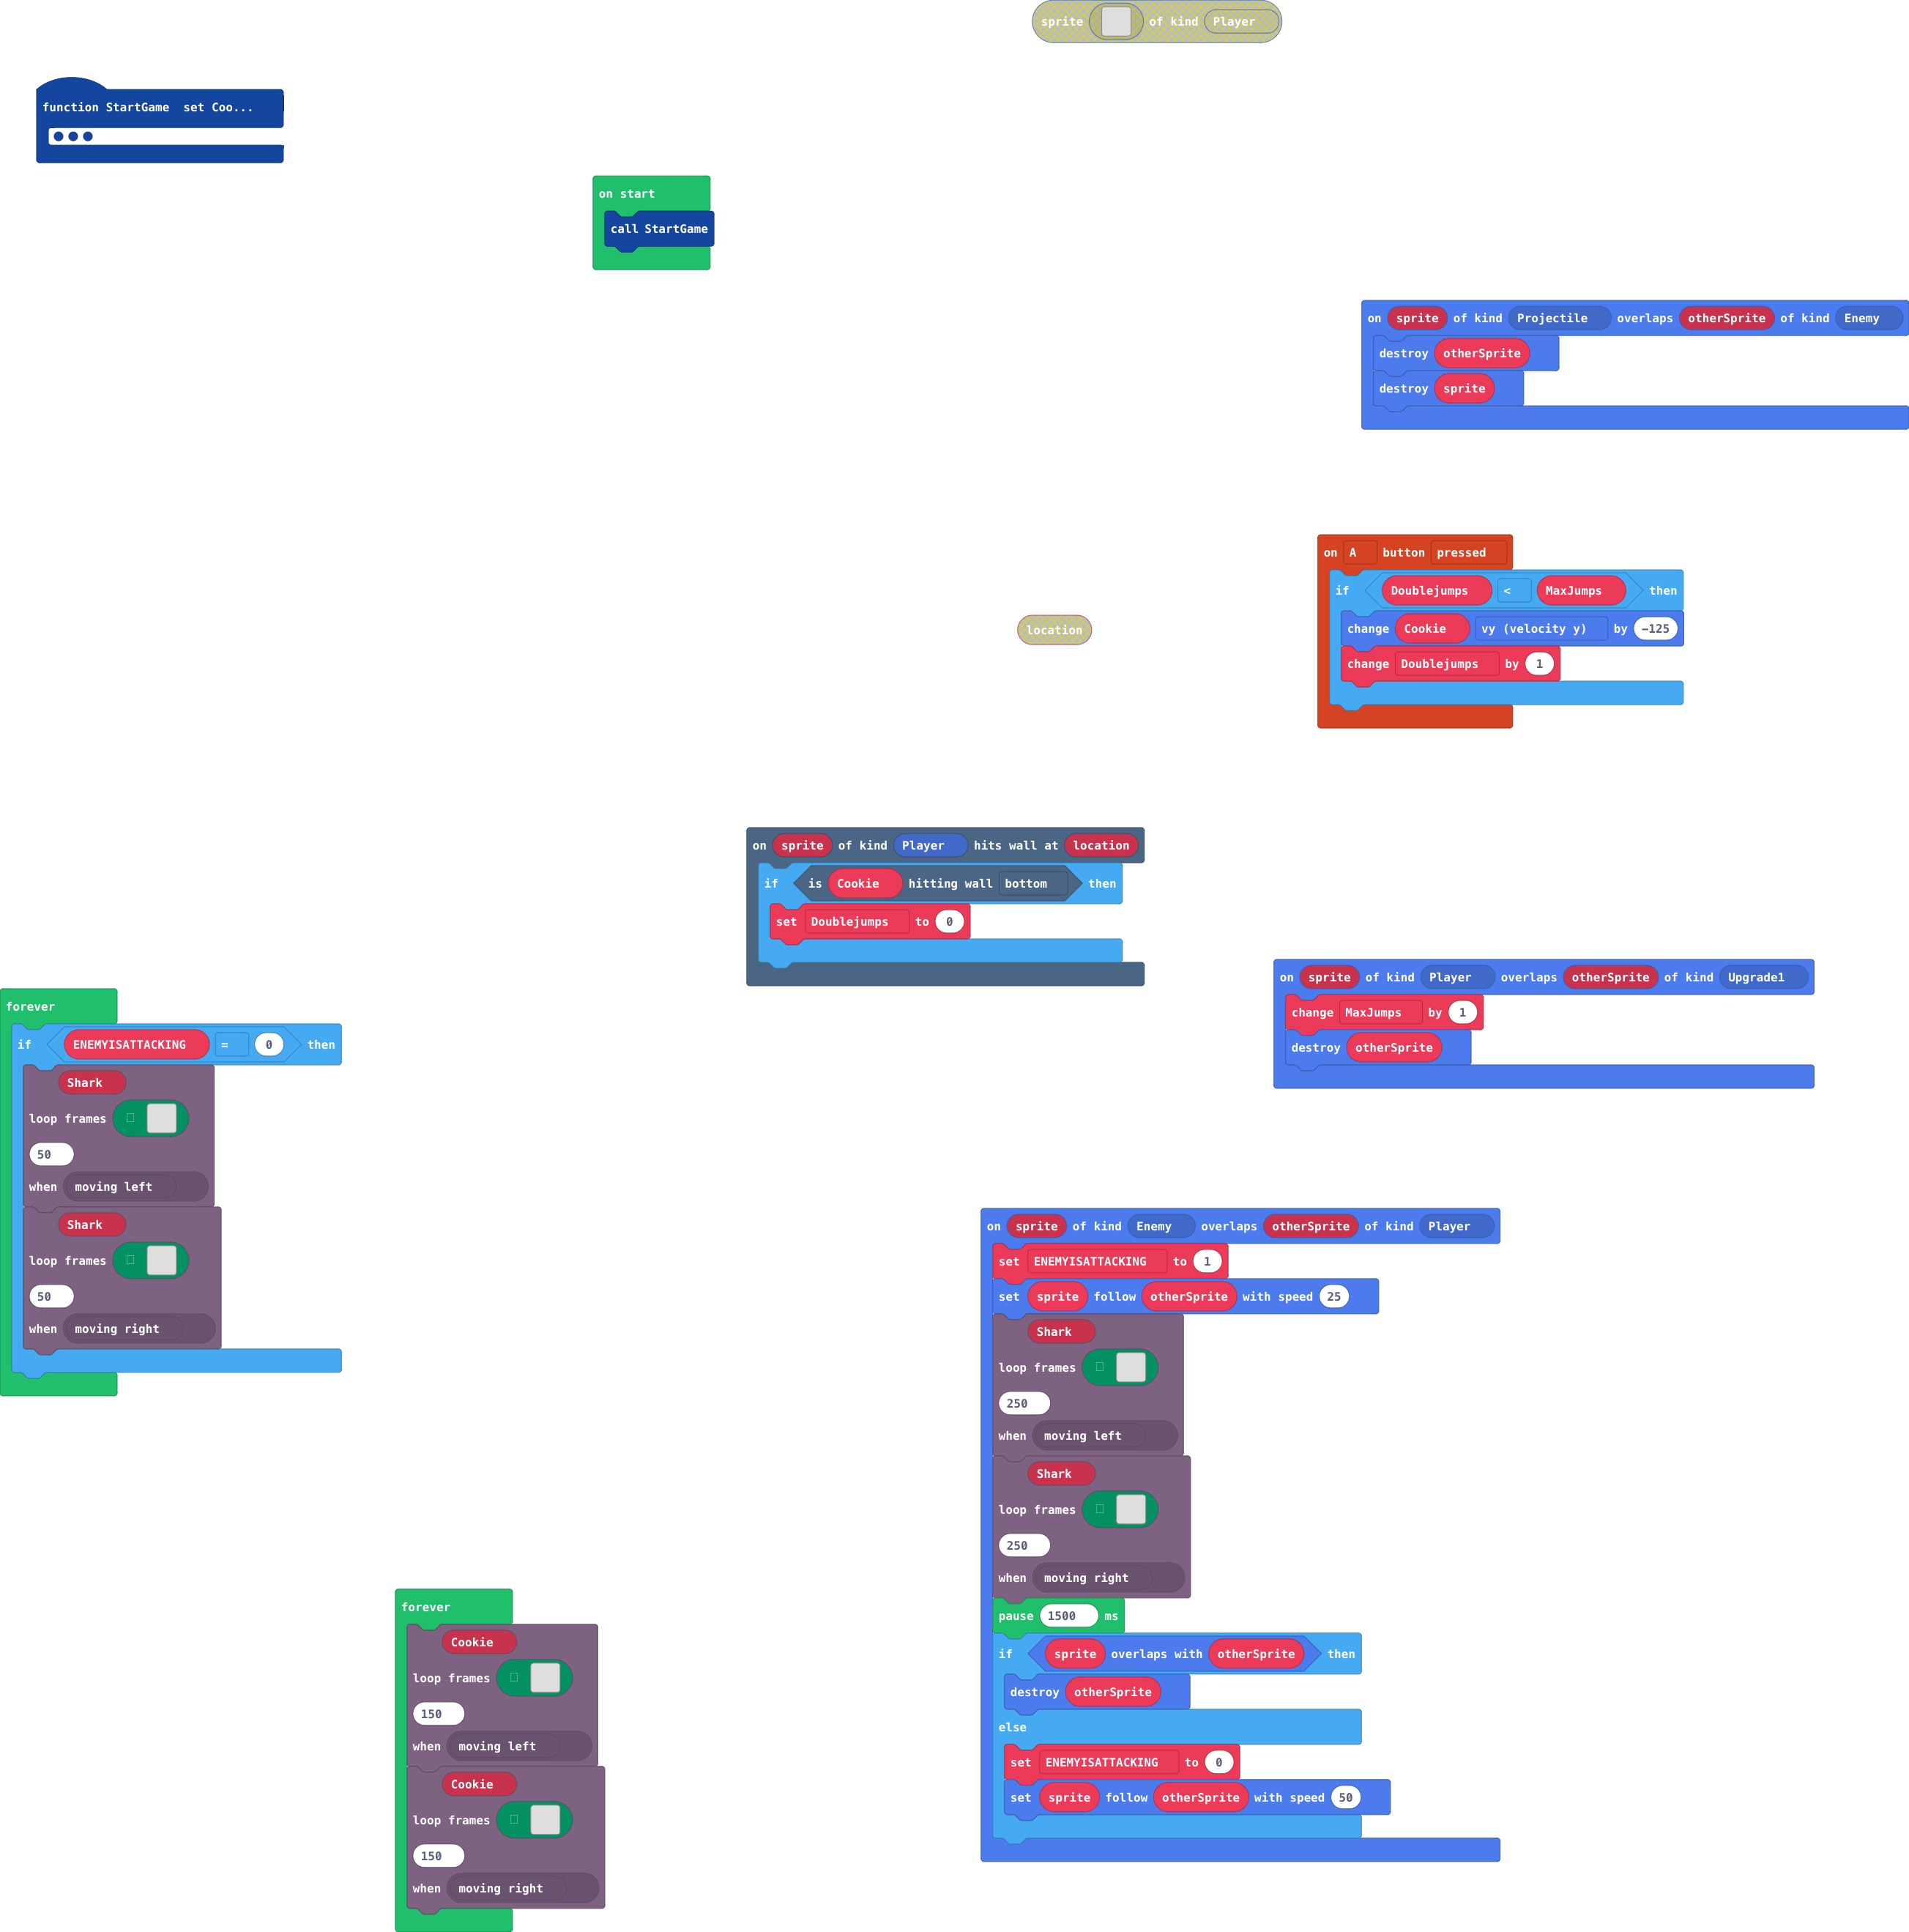 sprite of kind Player
function StartGame set Coo...
on start
call StartGame
on sprite of kind Projectile overlaps otherSprite of kind Enemy
destroy otherSprite
destroy sprite
on A button pressed
if Doublejumps < MaxJumps then
change Cookie vy (velocity y) by -125
change Doublejumps by 1
location
on sprite of kind Player hits wall at location
if is Cookie hitting wall bottom then
set Doublejumps to 0
on sprite of kind Player overlaps otherSprite of kind Upgrade1
change MaxJumps by 1
destroy otherSprite
forever
if ENEMYISATTACKING = 0 then
Shark
loop frames
50
when moving left
Shark
loop frames
50
when moving right
on sprite of kind Enemy overlaps otherSprite of kind Player
set ENEMYISATTACKING to 1
set sprite follow otherSprite with speed 25
Shark
loop frames
250
when moving left
Shark
loop frames
250
when moving right
pause 1500 ms
if sprite overlaps with otherSprite then
destroy otherSprite
else
set ENEMYISATTACKING to 0
set sprite follow otherSprite with speed 50
forever
Cookie
loop frames
150
when moving left
Cookie
loop frames
150
when moving right